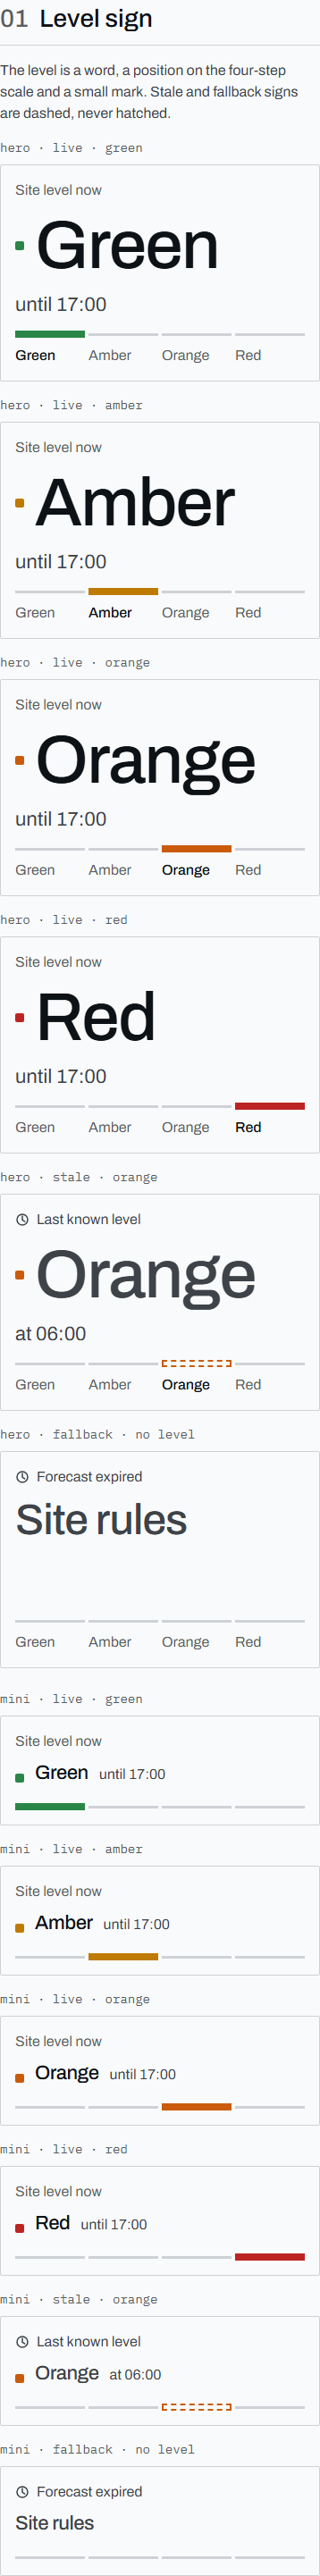 01 Level sign
The level is a word, a position on the four-step
scale and a small mark. Stale and fallback signs
are dashed, never hatched.
hero · live · green
Site level now
Green
until 17:00
Green Amber Orange Red
hero · live · amber
Site level now
Amber
until 17:00
Green Amber Orange Red
hero · live · orange
Site level now
Orange
until 17:00
Green Amber Orange Red
hero · live · red
Site level now
Red
until 17:00
Green Amber Orange Red
hero · stale · orange
Last known level
Orange
at 06:00
Green Amber Orange Red
hero · fallback · no level
Forecast expired
Site rules
Green Amber Orange Red
mini · live · green
Site level now
Green until 17:00
mini · live · amber
Site level now
Amber until 17:00
mini · live · orange
Site level now
Orange until 17:00
mini · live · red
Site level now
Red until 17:00
mini · stale · orange
Last known level
Orange at 06:00
mini · fallback · no level
Forecast expired
Site rules